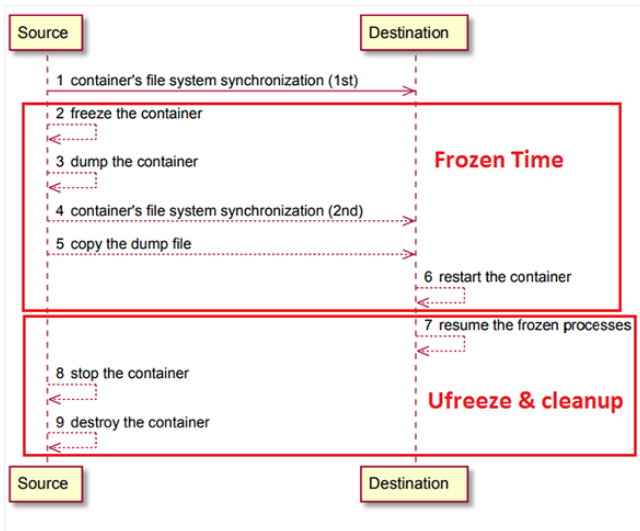 Source
Destination
1 container's file system synchronization (1st)
2 freeze the container
Frozen Time
3 dump the container
4 container's file system synchronization (2nd)
5 copy the dump file
6 restart the container
7 resume the frozen processes
8 stop the container
Ufreeze & cleanup
9 destroy the container
Source
Destination